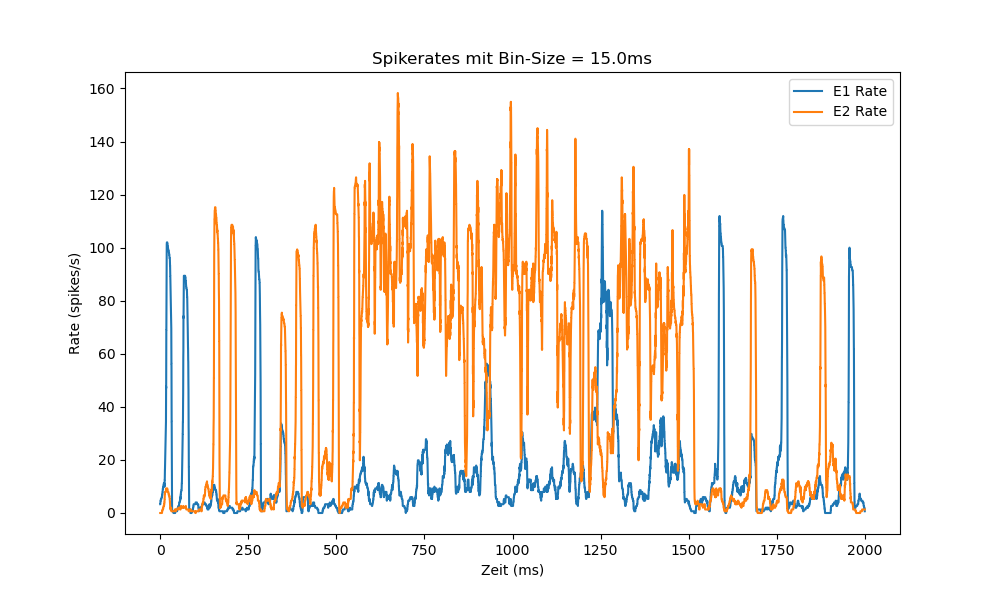 Spikerates mit Bin-Size = 15.0ms
E1 Rate
E2 Rate
160
140
120
100
80
60
40
20
0
Rate (spikes/s)
0 250 500 750 1000 1250 1500 1750 2000
Zeit (ms)